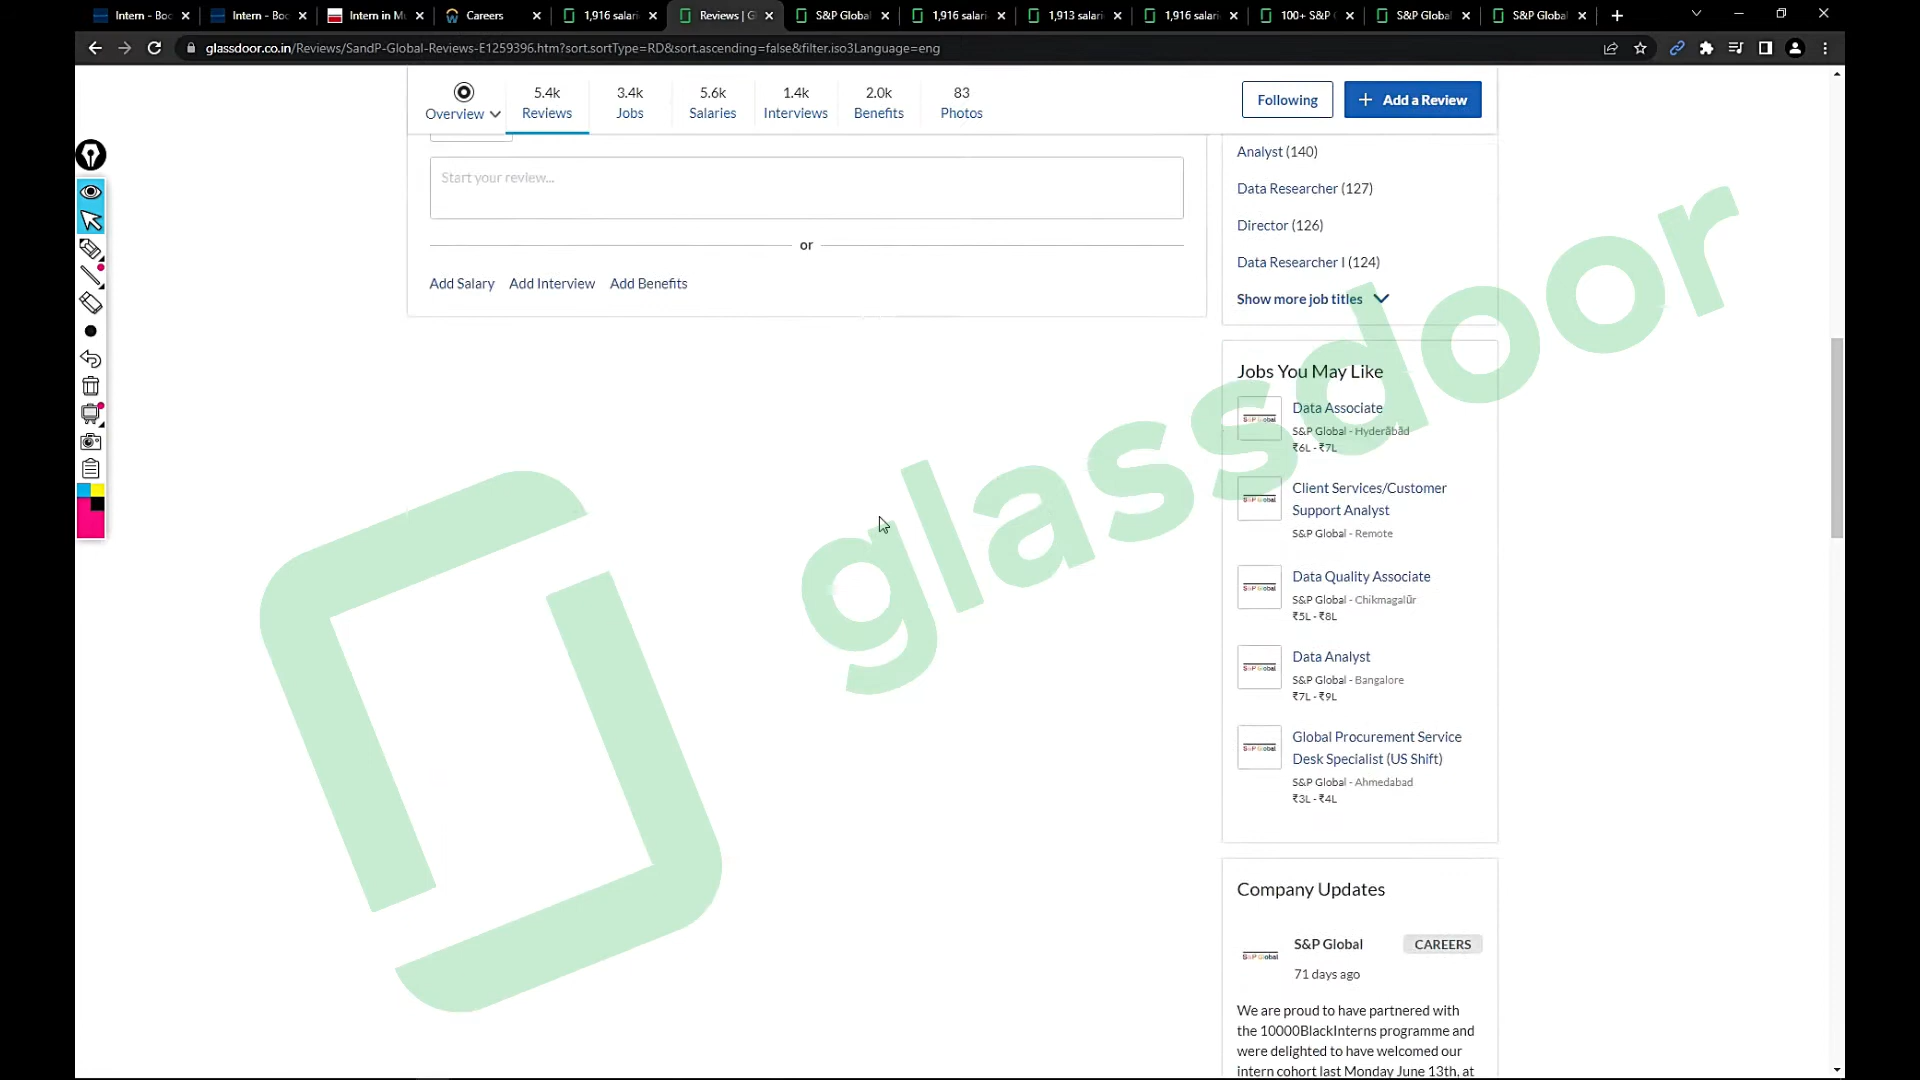 Intern - Boo
Intern - Boo
Intern in Mu
Careers
1,916 salari
Reviews | G
S&P Global
1,916 salari
1,913 salari
1,916 salari
100+ S&P
S&P Global
S&P Global
glassdoor.co.in/Reviews/SandP-Global-Reviews-E1259396.htm?sort.sortType=RD&sort.ascending=false&filter.iso3Language=eng
Overview
5.4k
Reviews
3.4k
Jobs
5.6k
Salaries
1.4k
Interviews
2.0k
Benefits
83
Photos
Following
+ Add a Review
Start your review...
or
Add Salary Add Interview Add Benefits
Analyst (140)
Data Researcher (127)
Director (126)
Data Researcher I (124)
Show more job titles
Jobs You May Like
S&P Global
Data Associate
S&P Global - Hyderābād
₹6L - ₹7L
S&P Global
Client Services/Customer
Support Analyst
S&P Global - Remote
S&P Global
Data Quality Associate
S&P Global - Chikmagalūr
₹5L - ₹8L
S&P Global
Data Analyst
S&P Global - Bangalore
₹7L - ₹9L
S&P Global
Global Procurement Service
Desk Specialist (US Shift)
S&P Global - Ahmedabad
₹3L - ₹4L
Company Updates
S&P Global
S&P Global
CAREERS
71 days ago
We are proud to have partnered with
the 10000BlackInterns programme and
were delighted to have welcomed our
intern cohort last Monday June 13th, at
glassdoor